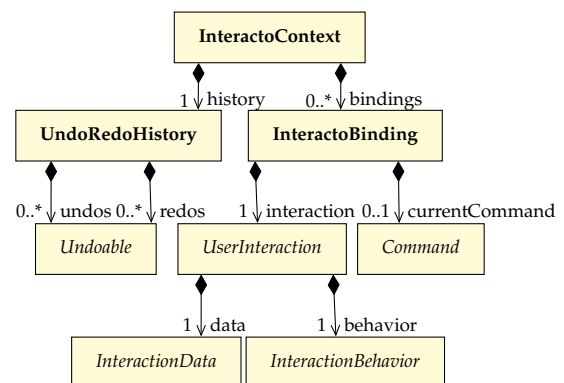 InteractoContext
1 history 0..* bindings
UndoRedoHistory InteractoBinding
0..* undos 0..* redos 1 interaction 0..1 currentCommand
Undoable UserInteraction Command
1 data 1 behavior
InteractionData InteractionBehavior